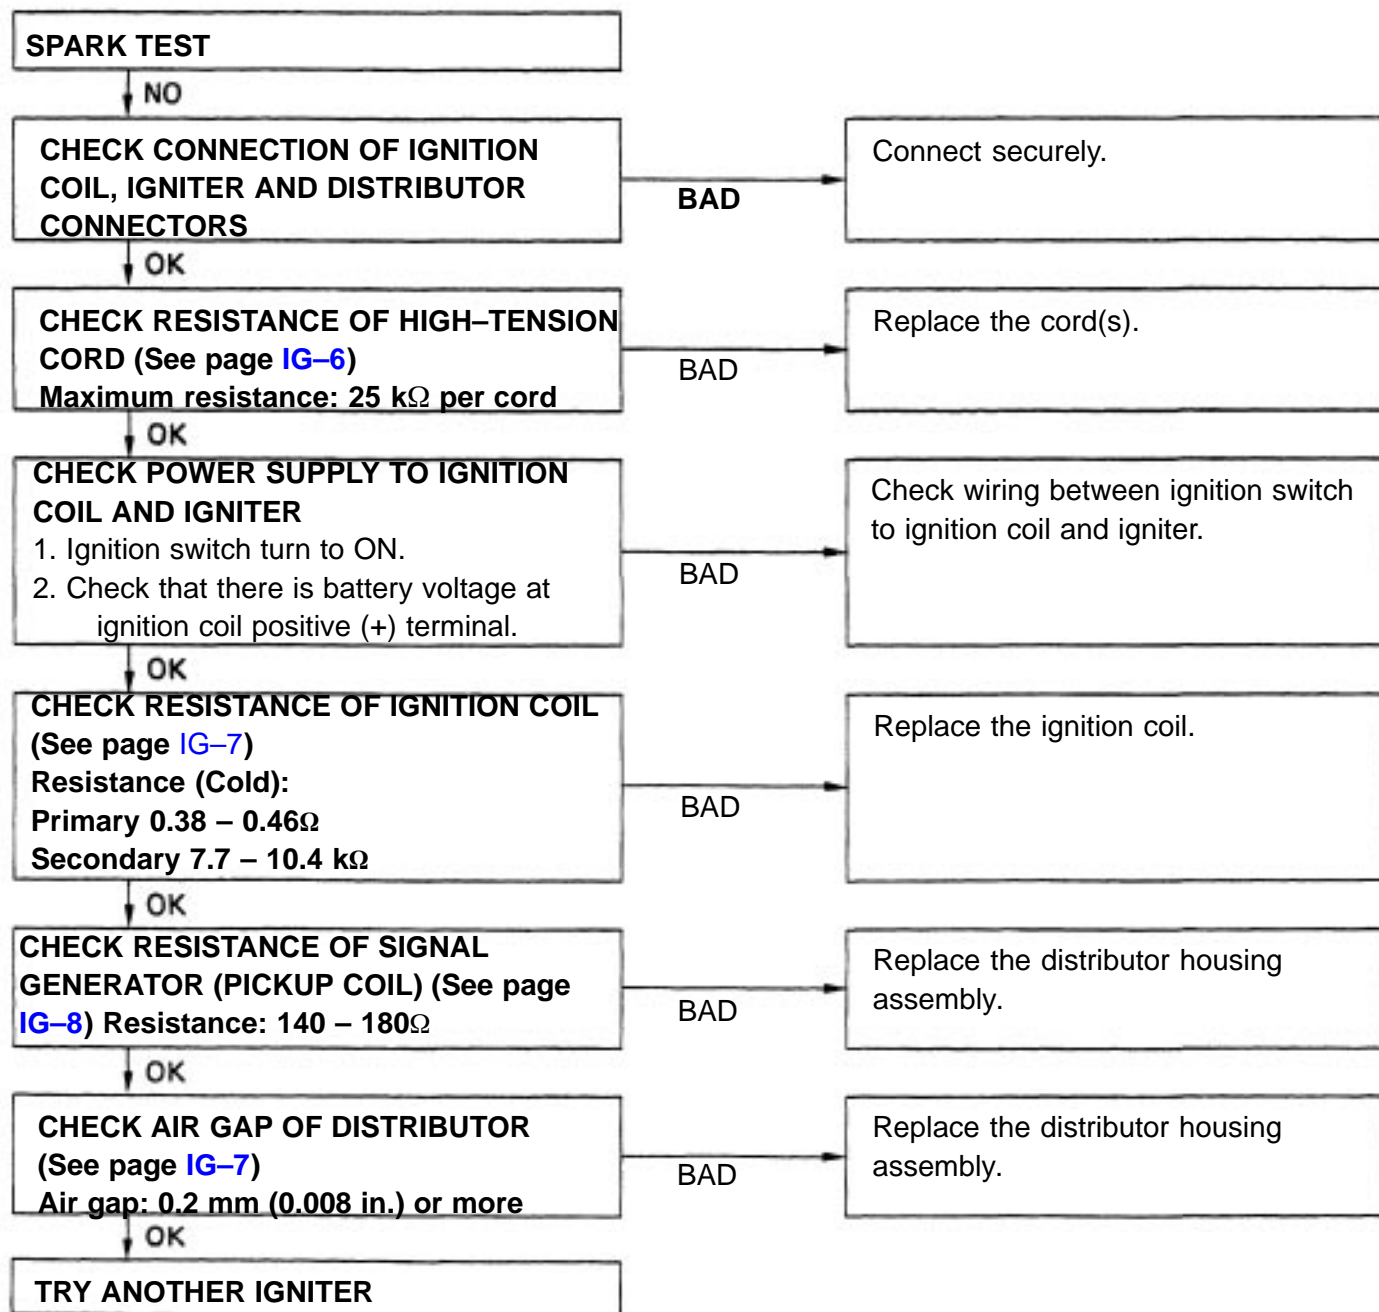 SPARK TEST
NO
CHECK CONNECTION OF IGNITION
COIL, IGNITER AND DISTRIBUTOR
CONNECTORS
BAD
Connect securely.
OK
CHECK RESISTANCE OF HIGH–TENSION
CORD (See page IG–6)
Maximum resistance: 25 kΩ per cord
BAD
Replace the cord(s).
OK
CHECK POWER SUPPLY TO IGNITION
COIL AND IGNITER
1. Ignition switch turn to ON.
2. Check that there is battery voltage at
ignition coil positive (+) terminal.
BAD
Check wiring between ignition switch
to ignition coil and igniter.
OK
CHECK RESISTANCE OF IGNITION COIL
(See page IG–7)
Resistance (Cold):
Primary 0.38 – 0.46Ω
Secondary 7.7 – 10.4 kΩ
BAD
Replace the ignition coil.
OK
CHECK RESISTANCE OF SIGNAL
GENERATOR (PICKUP COIL) (See page
IG–8) Resistance: 140 – 180Ω
BAD
Replace the distributor housing
assembly.
OK
CHECK AIR GAP OF DISTRIBUTOR
(See page IG–7)
Air gap: 0.2 mm (0.008 in.) or more
BAD
Replace the distributor housing
assembly.
OK
TRY ANOTHER IGNITER